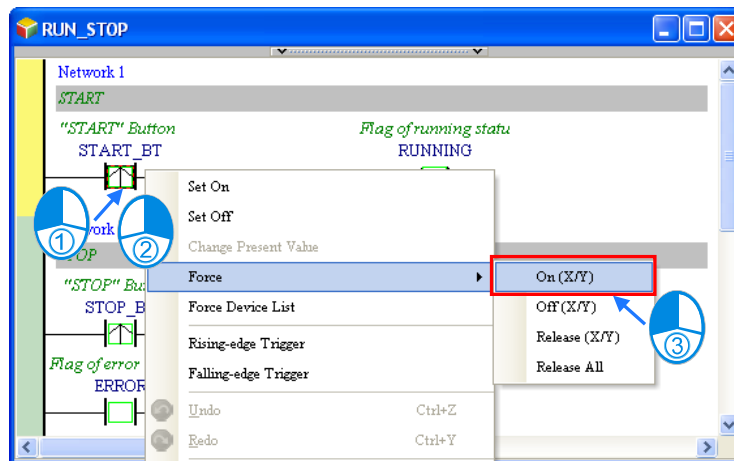 RUN_STOP
Network 1
START
"START" Button
Flag of running statu
START_BT
RUNNING
①
②
work
OP
"STOP" Bu
STOP_B
Flag of error
ERROR
Set On
Set Off
Change Present Value
Force
Force Device List
Rising-edge Trigger
Falling-edge Trigger
Undo Ctrl+Z
Redo Ctrl+Y
On (X/Y)
Off (X/Y)
Release (X/Y)
Release All
③